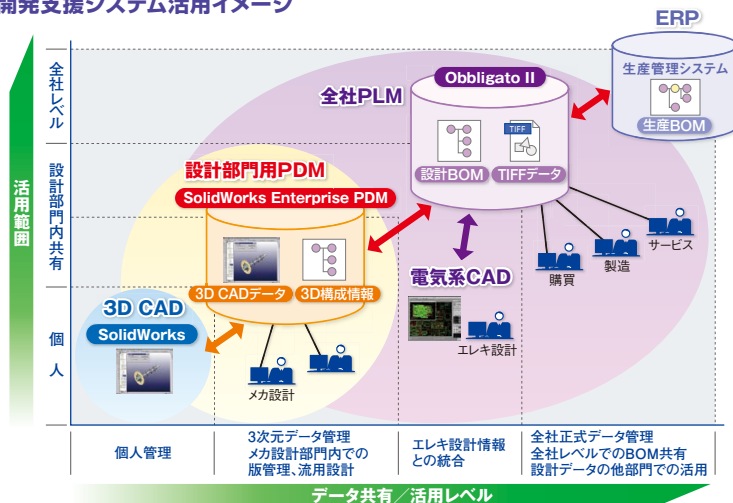 開発支援システム活用イメージ
ERP
生産管理システム
生産BOM
Obbligato II
全社PLM
TIFF
設計BOM
TIFFデータ
設計部門用PDM
SolidWorks Enterprise PDM
3D CADデータ
3D構成情報
電気系CAD
エレキ設計
購買
製造
サービス
3D CAD
SolidWorks
メカ設計
活用範囲
全社レベル
設計部門内共有
個人
個人管理
3次元データ管理
メカ設計部門内での
版管理、流用設計
エレキ設計情報
との統合
全社正式データ管理
全社レベルでのBOM共有
設計データの他部門での活用
データ共有／活用レベル